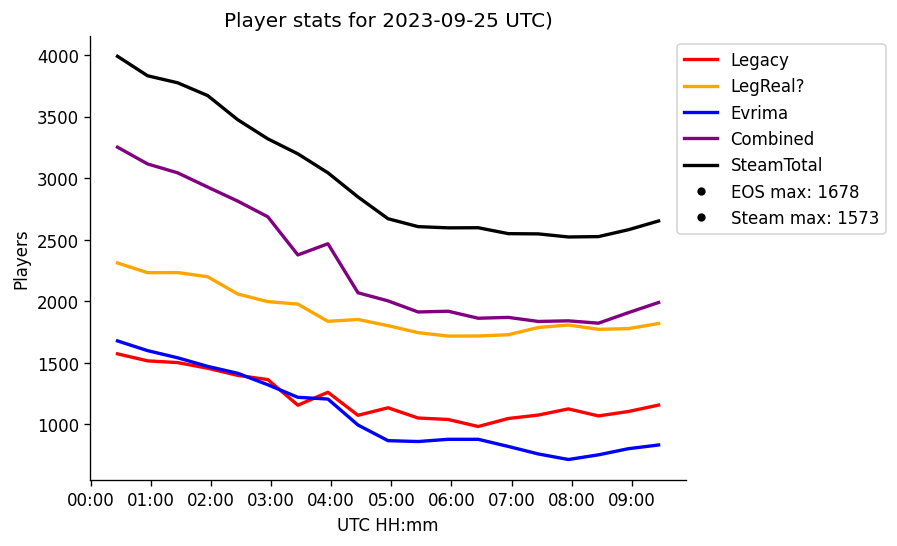 Player stats for 2023-09-25 UTC)
4000
3500
3000
2500
2000
1500
1000
Players
00:00 01:00 02:00 03:00 04:00 05:00 06:00 07:00 08:00 09:00
UTC HH:mm
Legacy
LegReal?
Evrima
Combined
SteamTotal
EOS max: 1678
Steam max: 1573